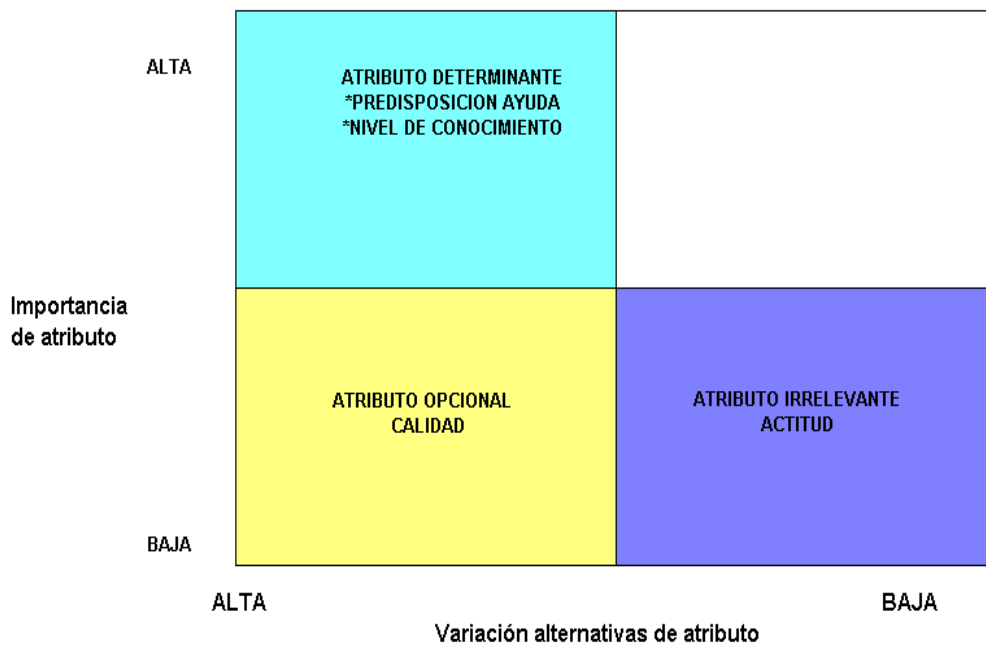 ALTA
ATRIBUTO DETERMINANTE
*PREDISPOSICION AYUDA
*NIVEL DE CONOCIMIENTO
Importancia
de atributo
ATRIBUTO OPCIONAL
CALIDAD
ATRIBUTO IRRELEVANTE
ACTITUD
BAJA
ALTA
BAJA
Variación alternativas de atributo